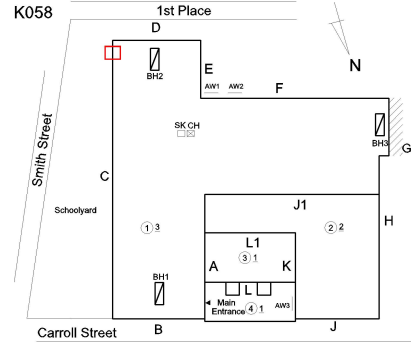 K058
1st Place
D
BH2
E
AW1 AW2
F
N
BH3
G
SK CH
Smith Street
C
Schoolyard
J1
H
1 3
2 2
L1
3 1
A
K
BH1
L
Main
Entrance
4 1
AW3
B
J
Carroll Street